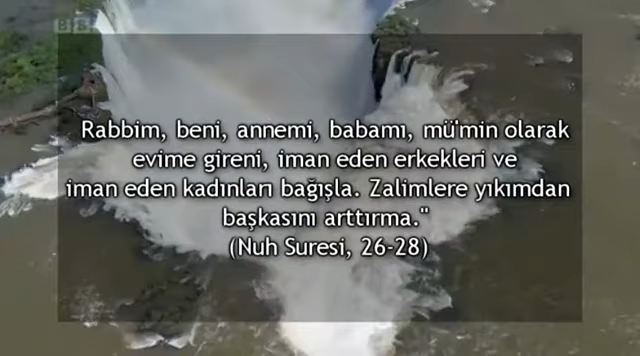 Rabbim, beni, annemi, babamı, mü'min olarak
evime gireni, iman eden erkekleri ve
iman eden kadınları bağışla. Zalimlere yıkımdan
başkasını arttırma."
(Nuh Suresi, 26-28)